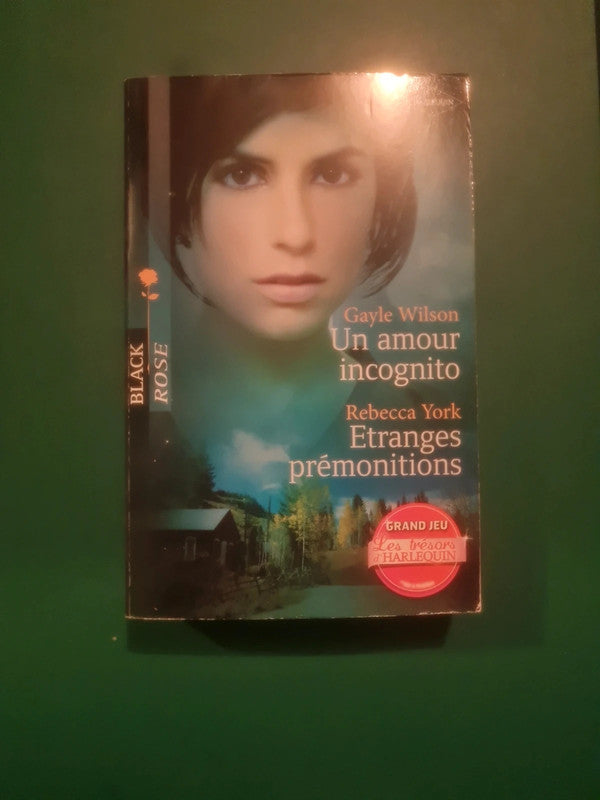 Gayle Wilson
Un amour
incognito
Rebecca York
Etranges
prémonitions
BLACK
ROSE
GRAND JEU
Les trésors
d'HARLEQUIN